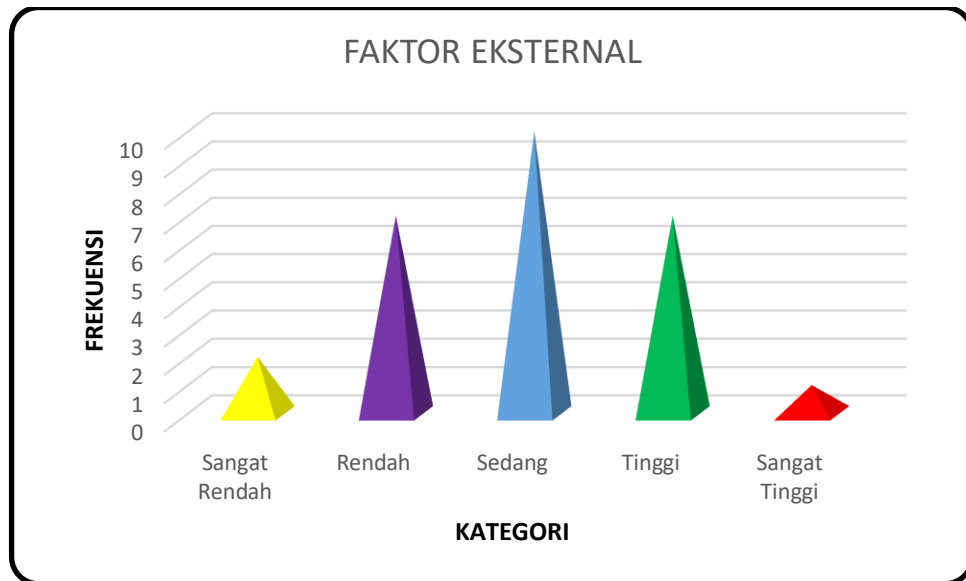 FAKTOR EKSTERNAL
FREKUENSI
10
9
8
7
6
5
4
3
2
1
0
Sangat
Rendah
Rendah
Sedang
Tinggi
Sangat
Tinggi
KATEGORI